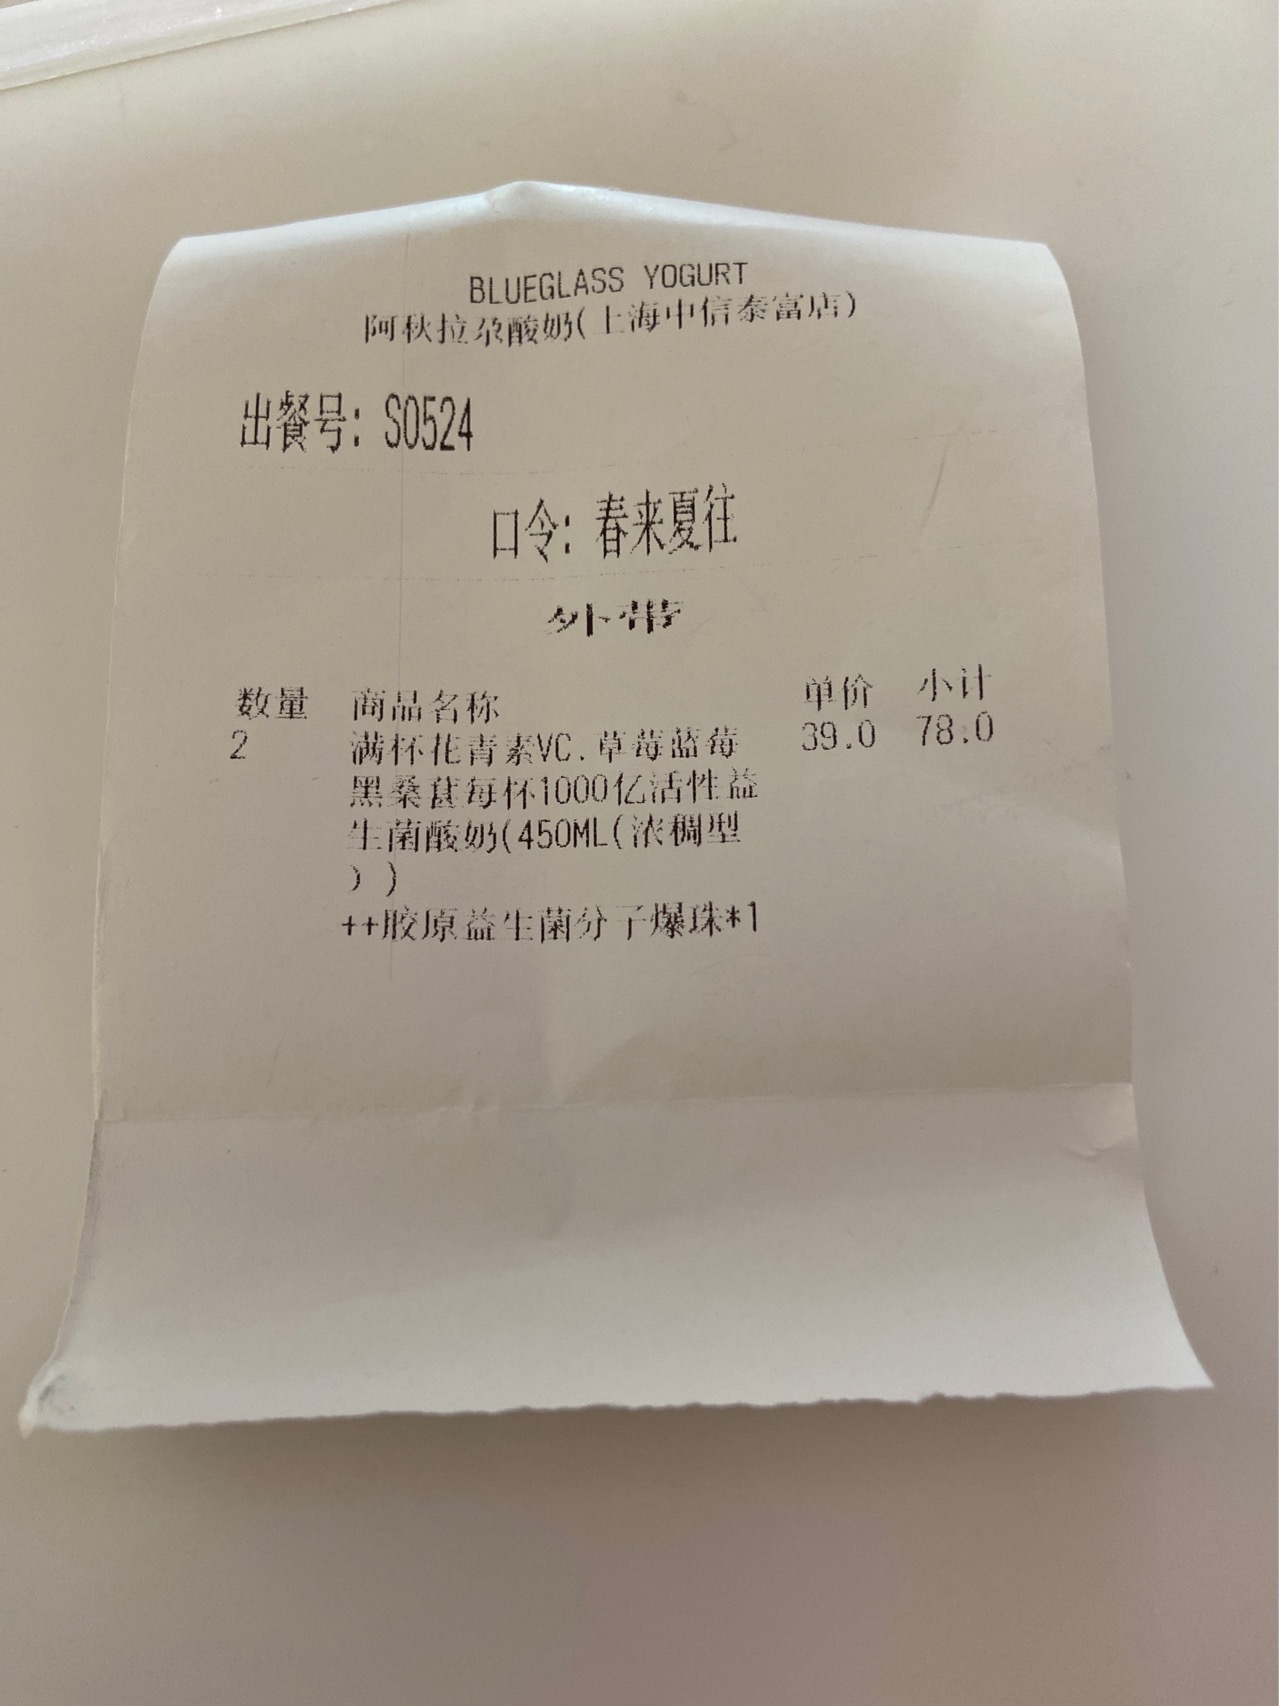 BLUEGLASS YOGURT
阿秋拉尕酸奶(上海中信泰富店)
出餐号: S0524
口令: 春来夏往
外带
数量 商品名称 单价 小计
2 满杯花青素VC.草莓蓝莓 39.0 78.0
黑桑葚每杯1000亿活性益
生菌酸奶(450ML(浓稠型
))
++胶原益生菌分子爆珠*1